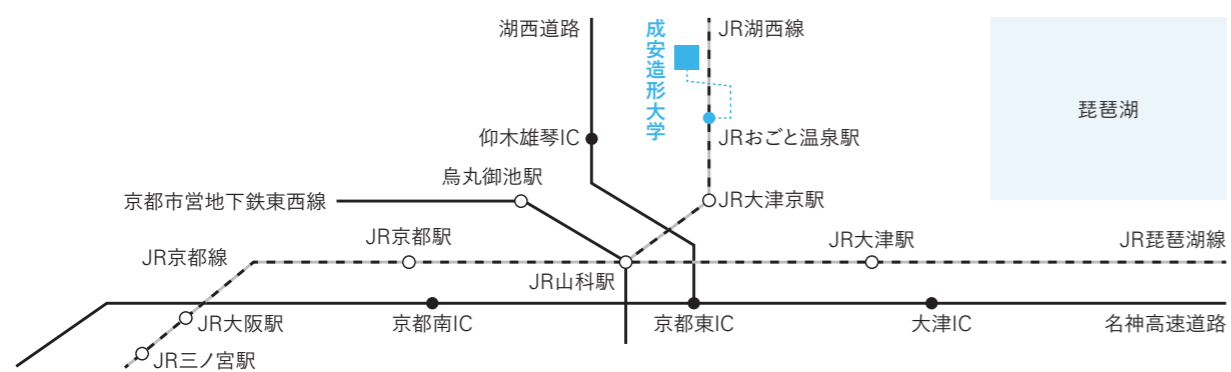 湖西道路
成安造形大学
JR湖西線
琵琶湖
仰木雄琴IC
JRおごと温泉駅
烏丸御池駅
京都市営地下鉄東西線
JR大津京駅
JR京都駅
JR大津駅
JR琵琶湖線
JR京都線
JR山科駅
JR大阪駅
京都南IC
京都東IC
大津IC
名神高速道路
JR三ノ宮駅